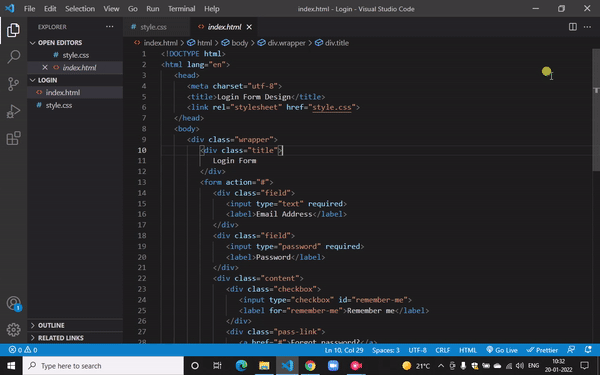 File Edit Selection View Go Run Terminal Help
index.html - Login - Visual Studio Code
EXPLORER
OPEN EDITORS
style.css
index.html
LOGIN
index.html
style.css
OUTLINE
RELATED LINKS
style.css
index.html
index.html > html > body > div.wrapper > div.title
1 <!DOCTYPE html>
2 <html lang="en">
3 <head>
4 <meta charset="utf-8">
5 <title>Login Form Design</title>
6 <link rel="stylesheet" href="style.css">
7 </head>
8 <body>
9 <div class="wrapper">
10 <div class="title">
11 Login Form
12 </div>
13 <form action="#">
14 <div class="field">
15 <input type="text" required>
16 <label>Email Address</label>
17 </div>
18 <div class="field">
19 <input type="password" required>
20 <label>Password</label>
21 </div>
22 <div class="content">
23 <div class="checkbox">
24 <input type="checkbox" id="remember-me">
25 <label for="remember-me">Remember me</label>
26 </div>
27 <div class="pass-link">
28 <a href="#">Forgot password?</a>
1
0 0
Ln 10, Col 29 Spaces: 3 UTF-8 CRLF HTML Go Live Prettier
Type here to search
21°C
ENG
10:32
20-01-2022